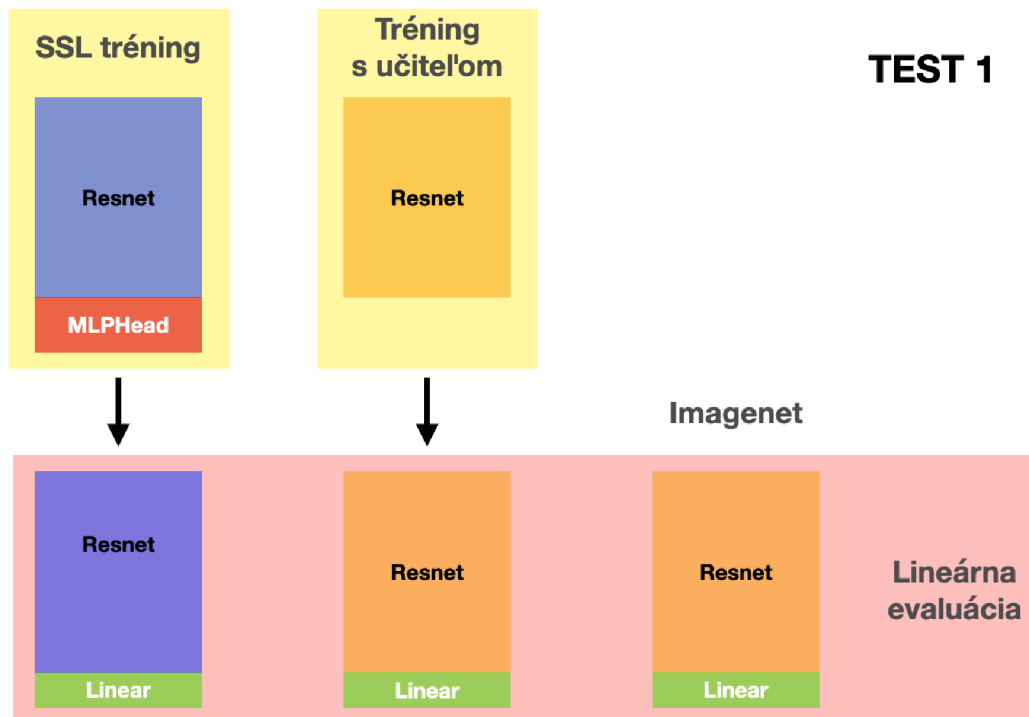 SSL tréning
Tréning
s učiteľom
TEST 1
Resnet
Resnet
MLPHead
Imagenet
Resnet
Resnet
Resnet
Lineárna
evaluácia
Linear
Linear
Linear